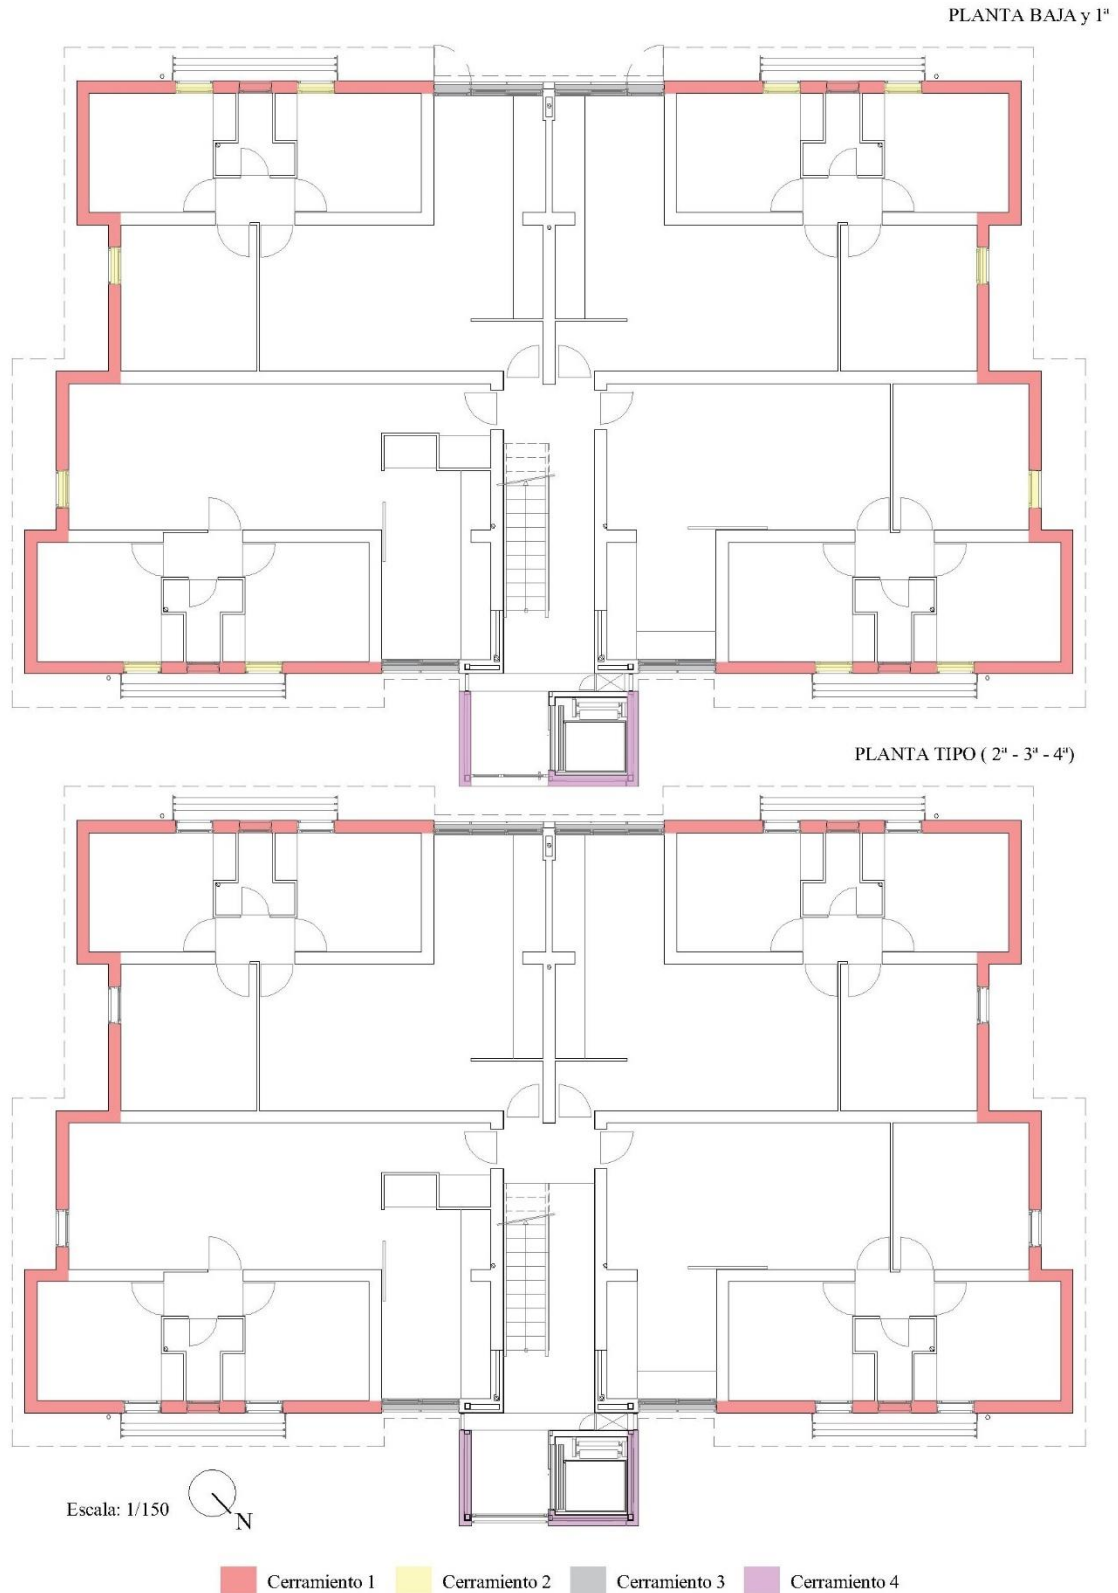 PLANTA BAJA y 1ª
PLANTA TIPO ( 2ª - 3ª - 4ª)
Escala: 1/150
N
Cerramiento 1
Cerramiento 2
Cerramiento 3
Cerramiento 4